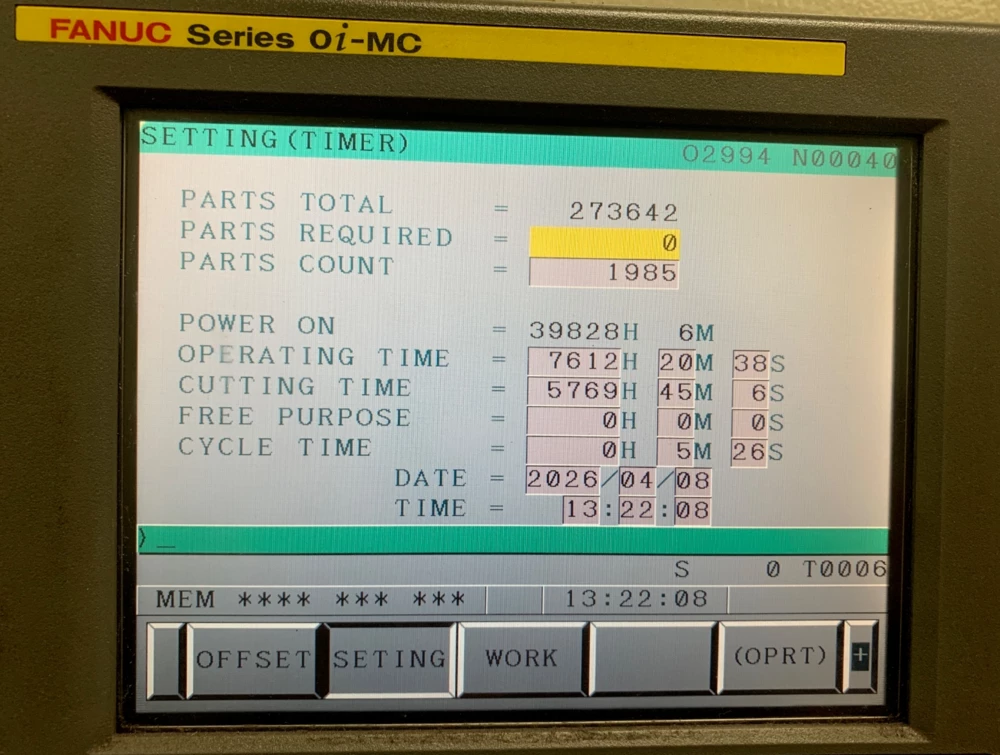 FANUC Series 0i-MC
SETTING(TIMER) O2994 N00040
PARTS TOTAL = 273642
PARTS REQUIRED = 0
PARTS COUNT = 1985
POWER ON = 39828H 6M
OPERATING TIME = 7612H 20M 38S
CUTTING TIME = 5769H 45M 6S
FREE PURPOSE = 0H 0M 0S
CYCLE TIME = 0H 5M 26S
DATE = 2026/04/08
TIME = 13:22:08
>_
S 0 T0006
MEM **** *** *** 13:22:08
OFFSET SETING WORK (OPRT) +